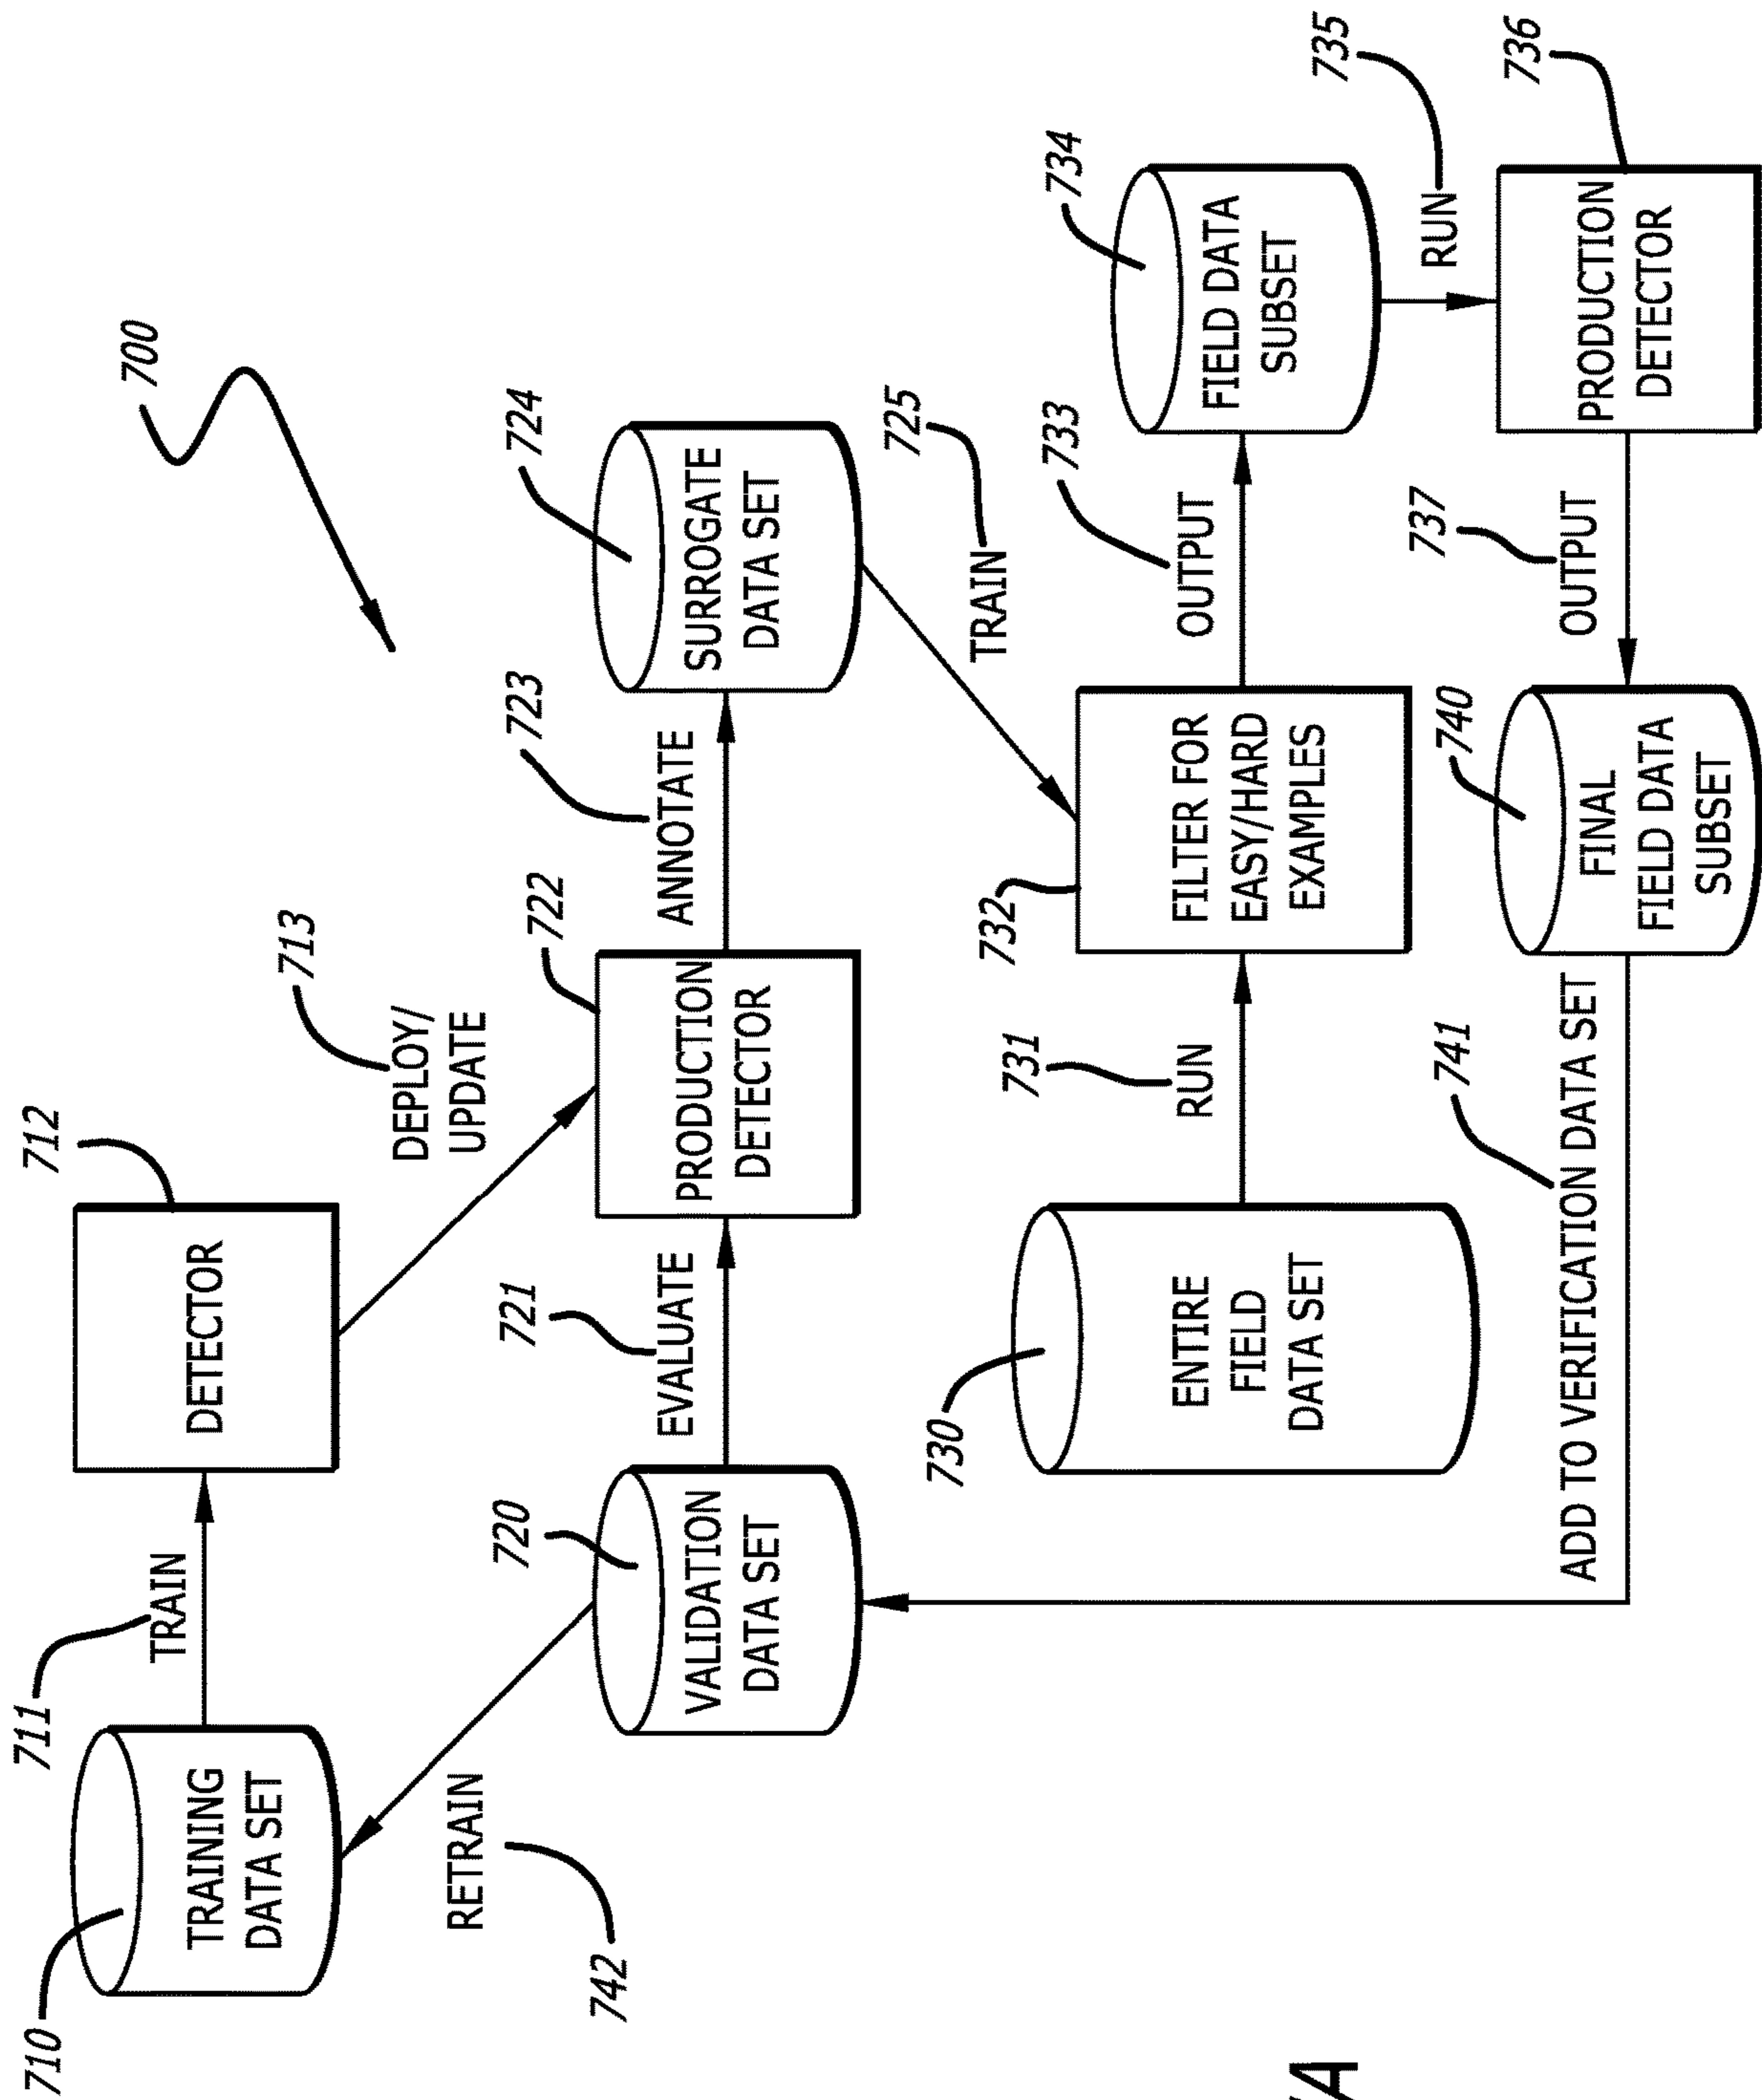 700
710
TRAINING
DATA SET
711
TRAIN
712
DETECTOR
713
DEPLOY/
UPDATE
RETRAIN
742
720
VALIDATION
DATA SET
721
EVALUATE
722
PRODUCTION
DETECTOR
723
ANNOTATE
724
SURROGATE
DATA SET
725
TRAIN
730
ENTIRE
FIELD
DATA SET
731
RUN
732
FILTER FOR
EASY/HARD
EXAMPLES
733
OUTPUT
734
FIELD DATA
SUBSET
735
RUN
736
PRODUCTION
DETECTOR
737
OUTPUT
740
FINAL
FIELD DATA
SUBSET
741
ADD TO VERIFICATION DATA SET